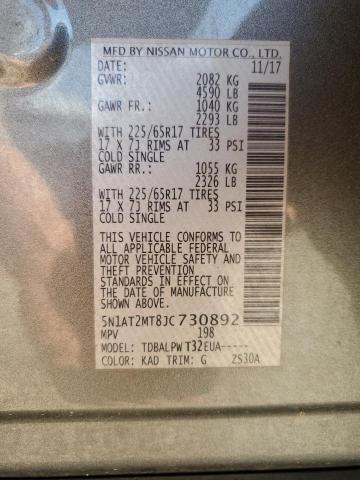 MFD BY NISSAN MOTOR CO., LTD.
DATE: 11/17
GVWR: 2082 KG
4590 LB
GAWR FR.: 1040 KG
2293 LB
WITH 225/65R17 TIRES
17 X 7J RIMS AT 33 PSI
COLD SINGLE
GAWR RR.: 1055 KG
2326 LB
WITH 225/65R17 TIRES
17 X 7J RIMS AT 33 PSI
COLD SINGLE
THIS VEHICLE CONFORMS TO
ALL APPLICABLE FEDERAL
MOTOR VEHICLE SAFETY AND
THEFT PREVENTION
STANDARDS IN EFFECT ON
THE DATE OF MANUFACTURE
SHOWN ABOVE.
5N1AT2MT8JC730892
MPV 198
MODEL: TDBALPWT32EUA-----
COLOR: KAD TRIM: G ZS30A